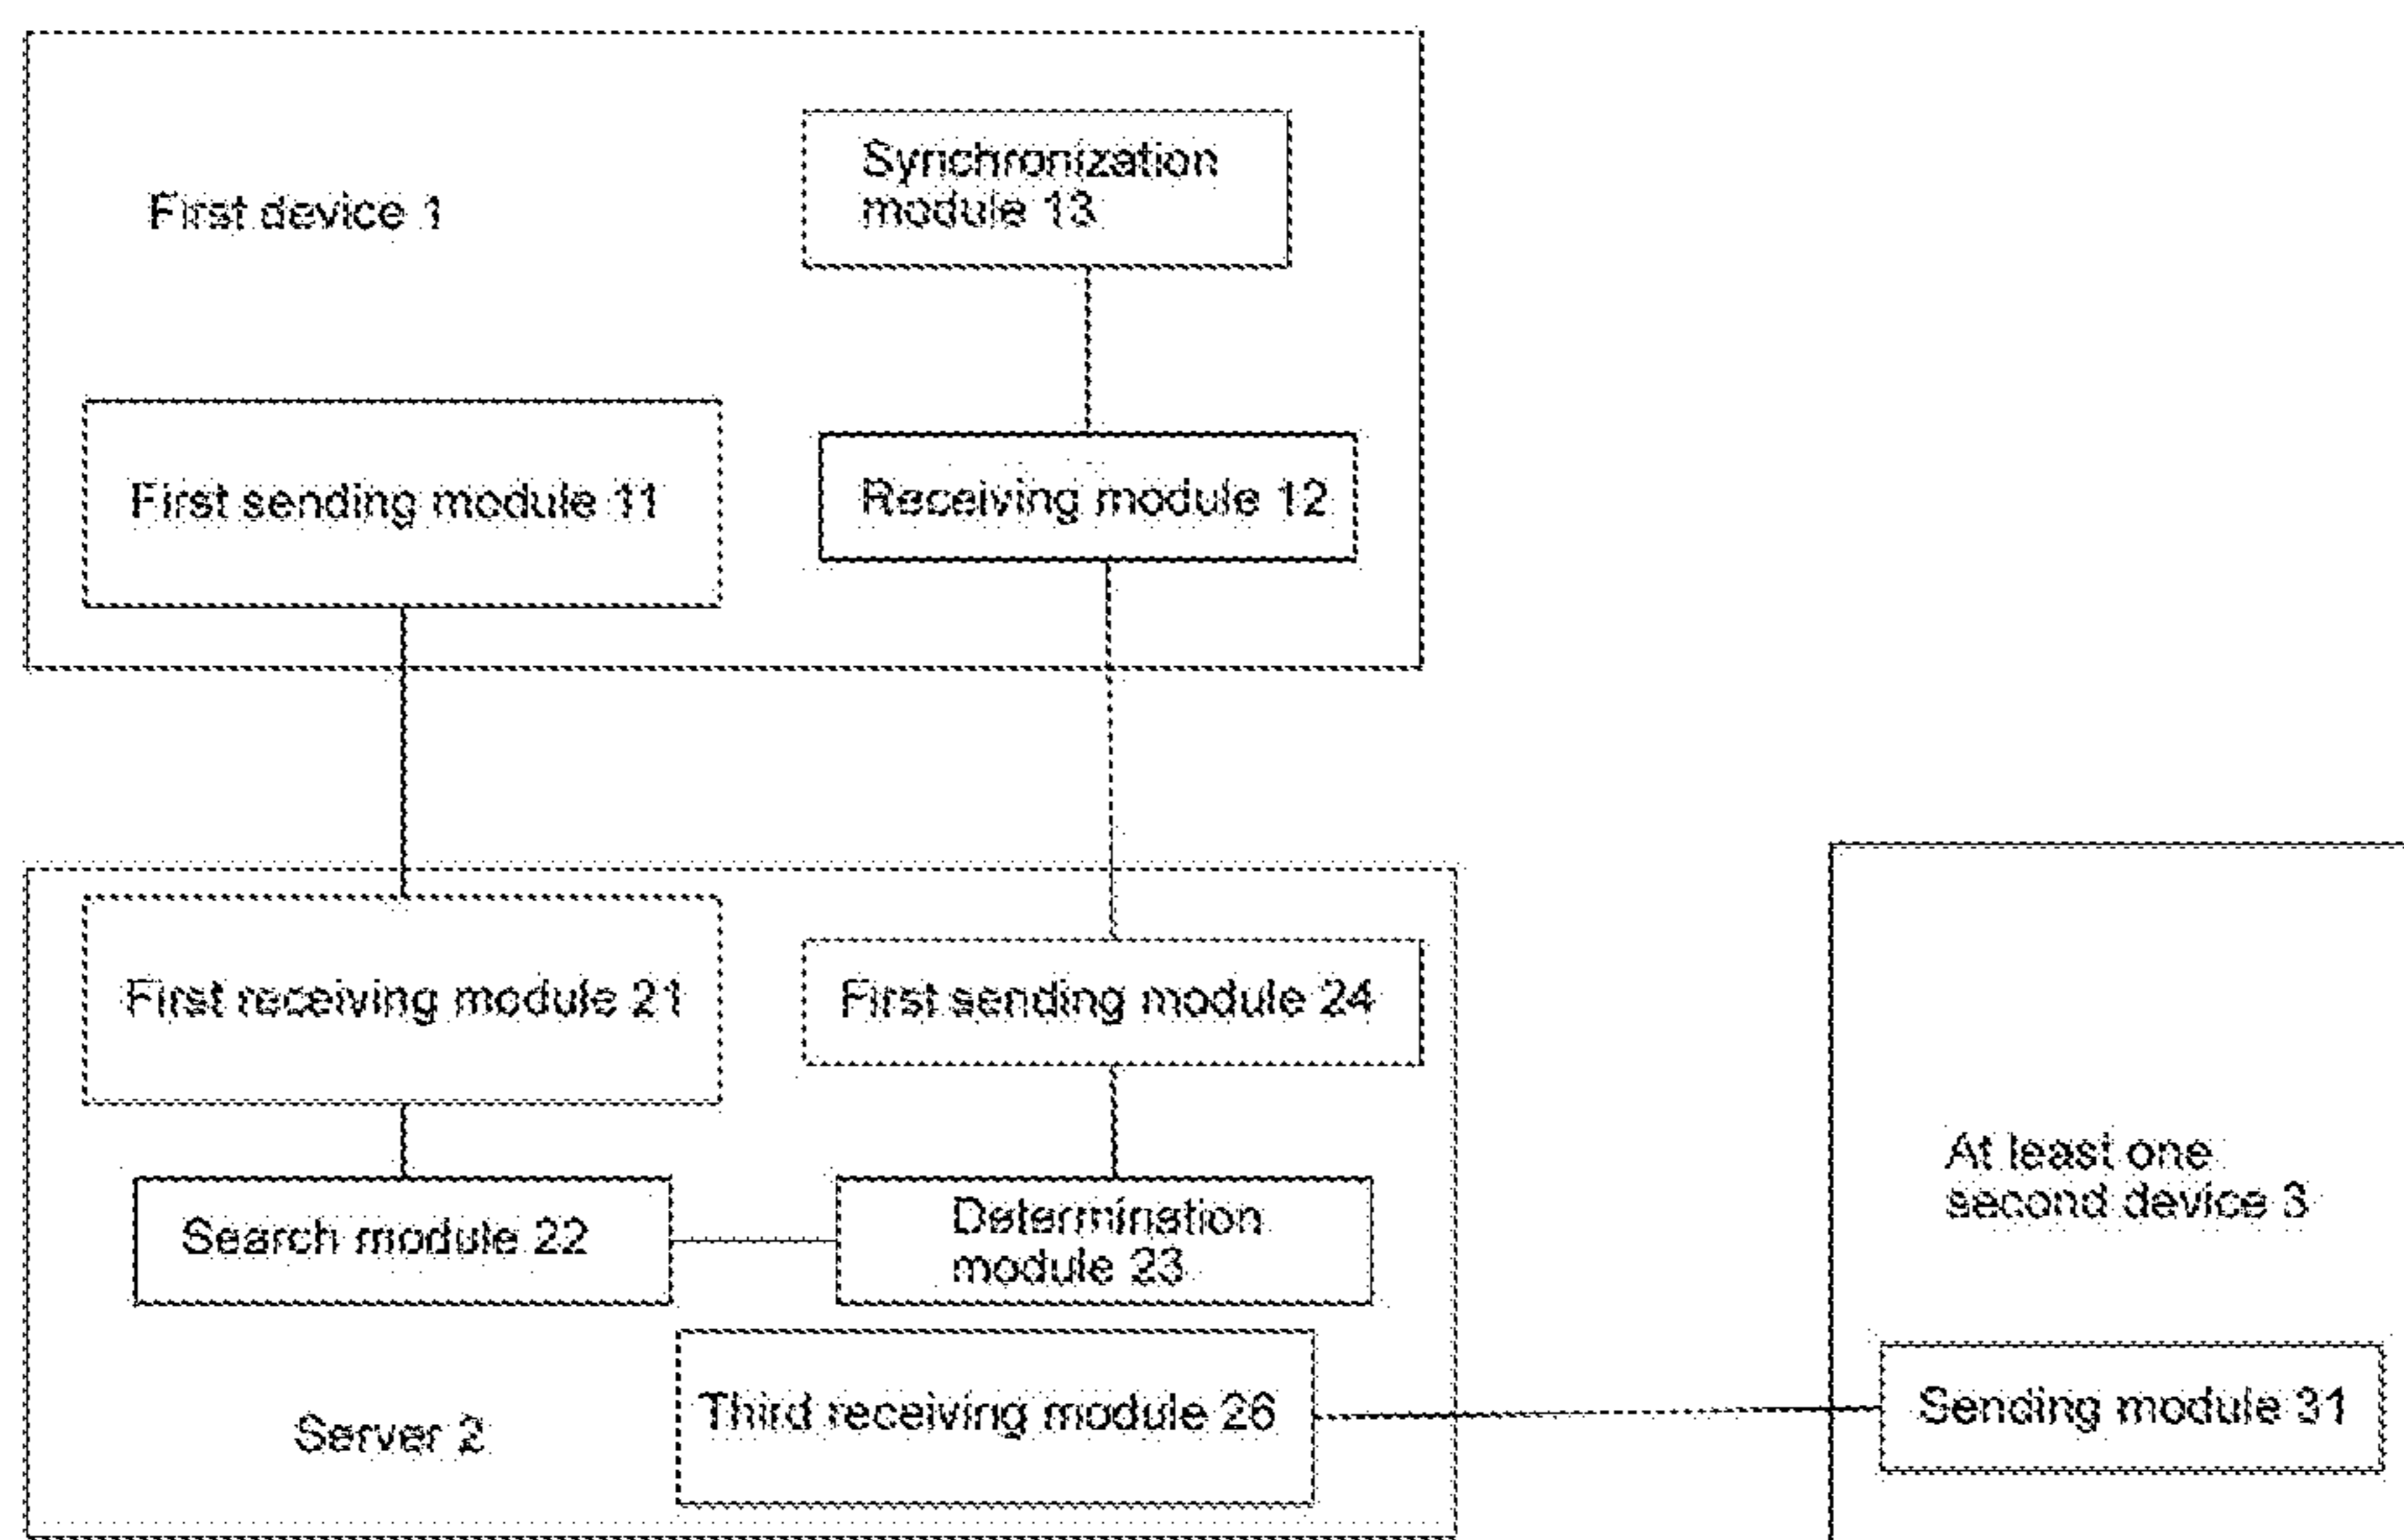 First device 1
Synchronization
module 13
First sending module 11
Receiving module 12
First receiving module 21
First sending module 24
Search module 22
Determination
module 23
Third receiving module 26
Server 2
At least one
second device 3
Sending module 31